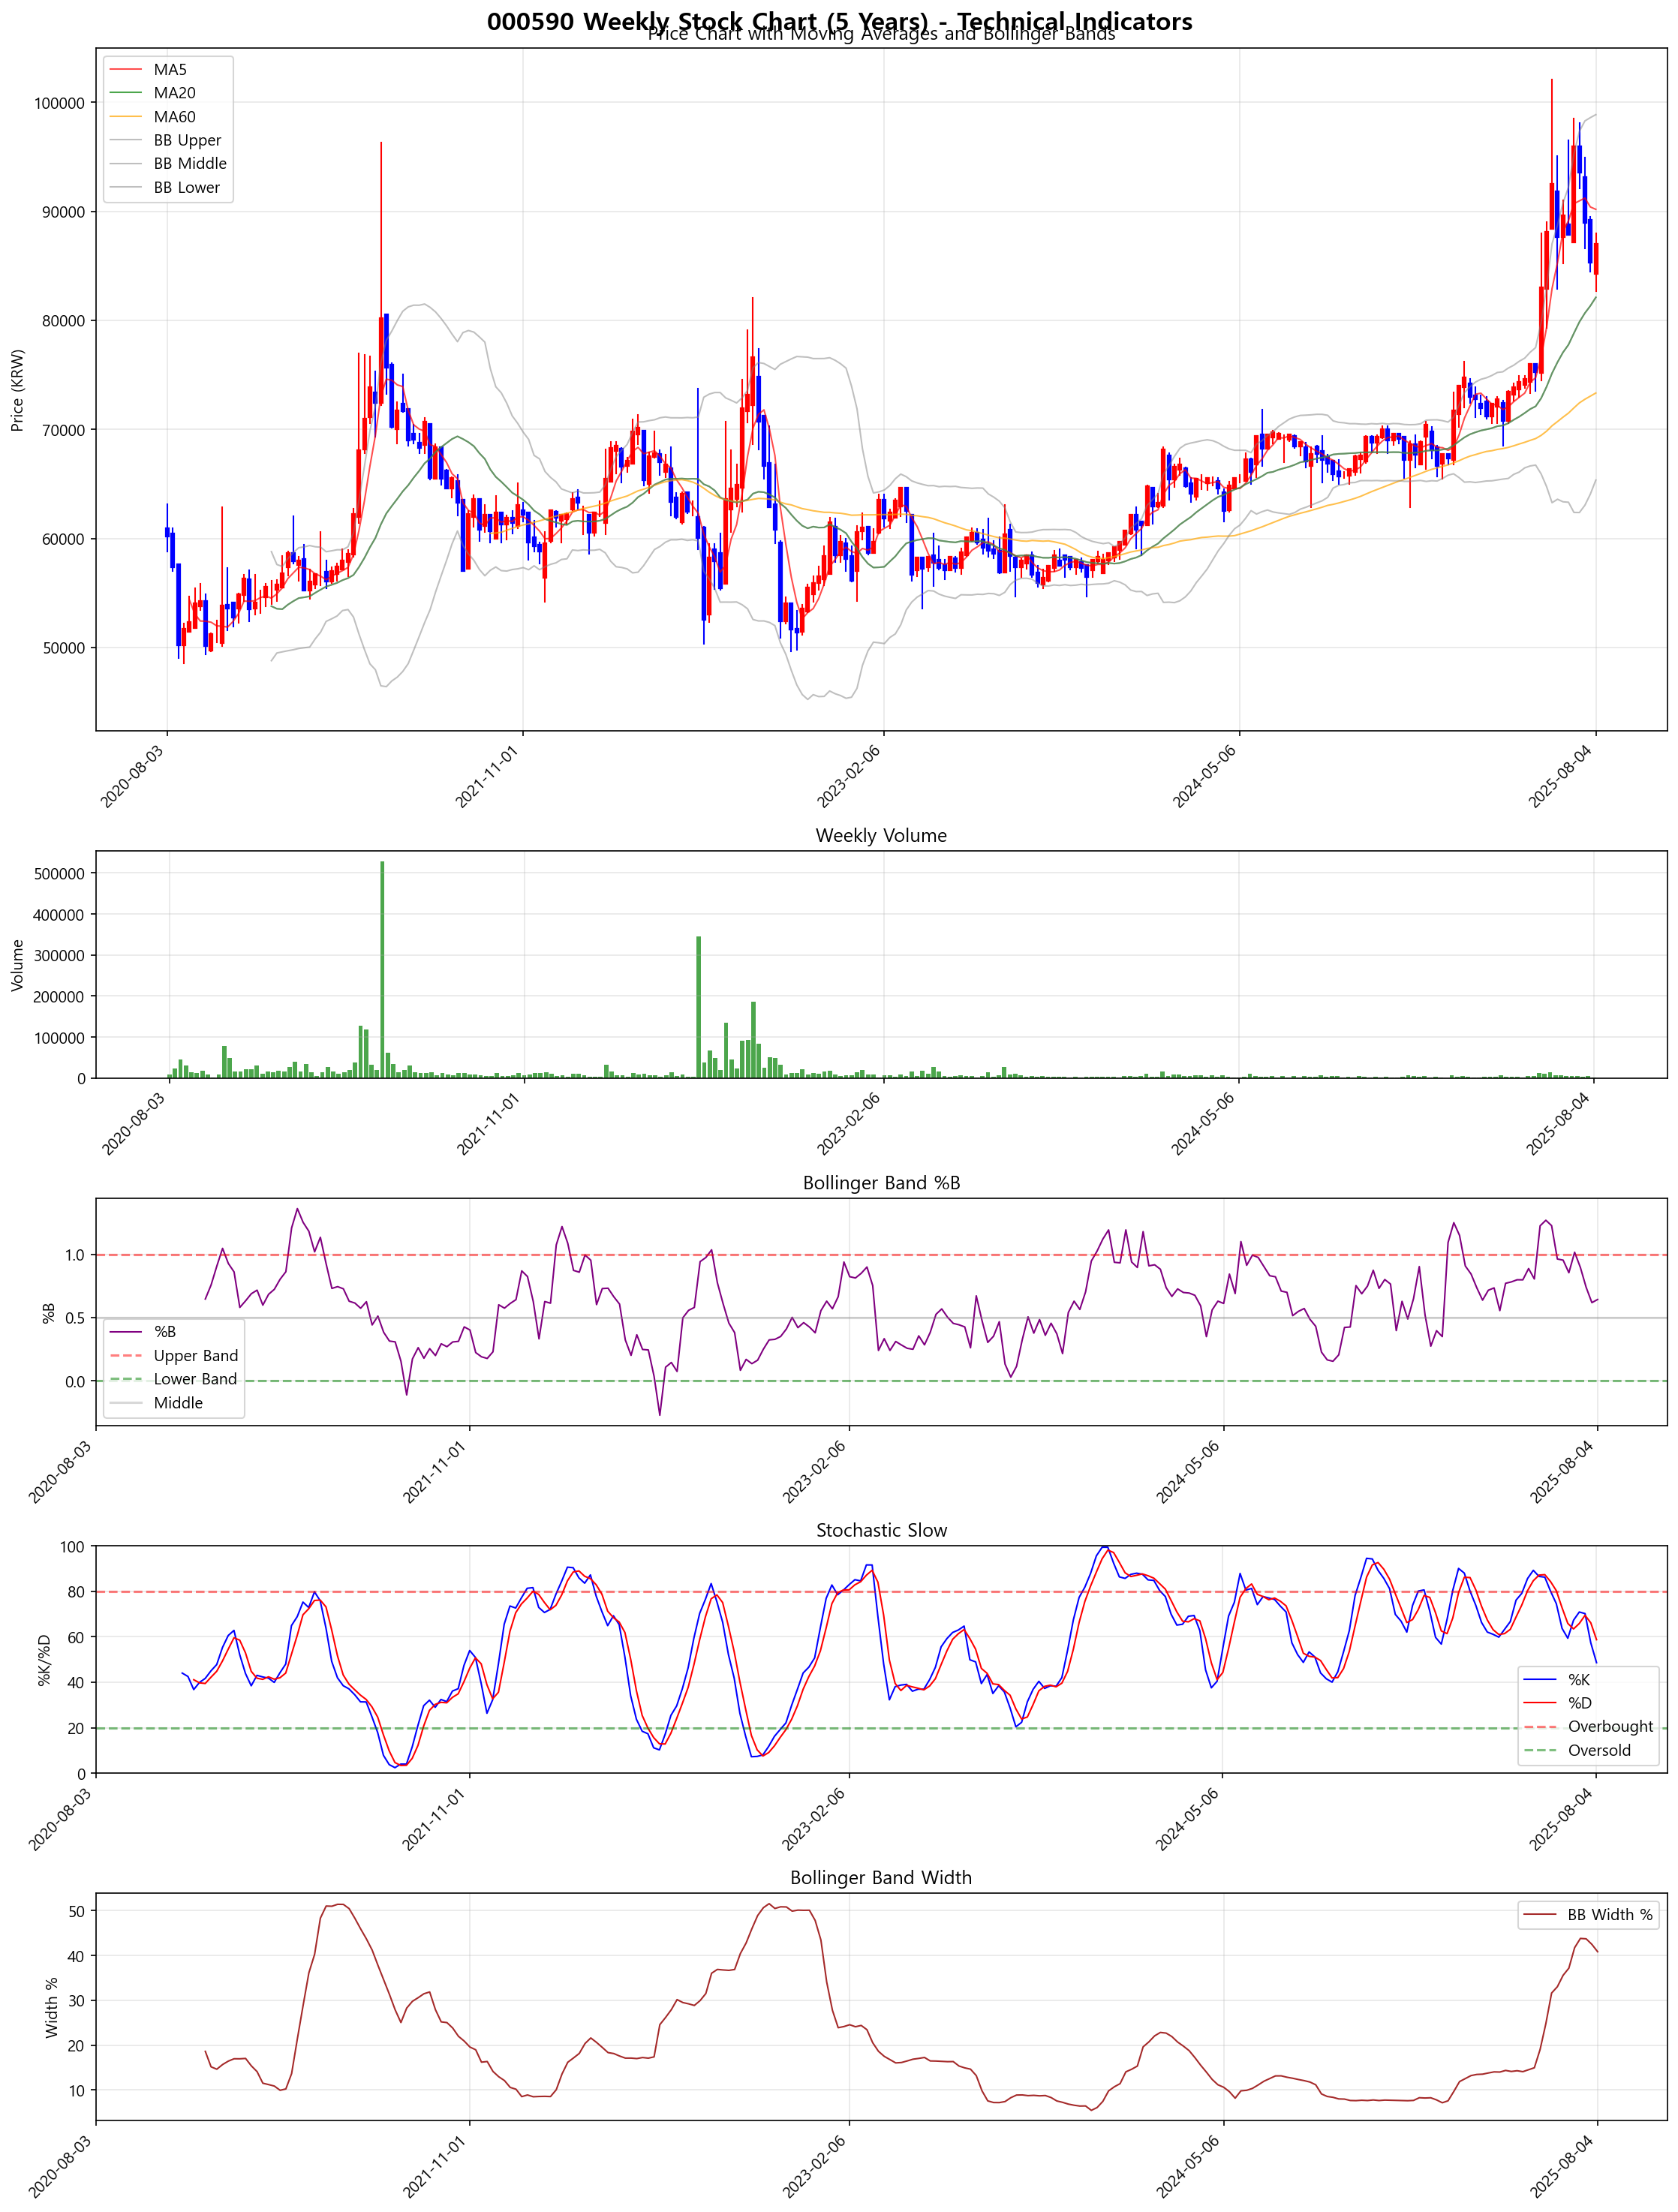 000590 Weekly Stock Chart (5 Years) - Technical Indicators
Price Chart with Moving Averages and Bollinger Bands
MA5
MA20
MA60
BB Upper
BB Middle
BB Lower
100000
90000
80000
70000
60000
50000
Price (KRW)
2020-08-03
2021-11-01
2023-02-06
2024-05-06
2025-08-04
Weekly Volume
500000
400000
300000
200000
100000
0
Volume
2020-08-03
2021-11-01
2023-02-06
2024-05-06
2025-08-04
Bollinger Band %B
1.0
0.5
0.0
%B
%B
Upper Band
Lower Band
Middle
2020-08-03
2021-11-01
2023-02-06
2024-05-06
2025-08-04
Stochastic Slow
100
80
60
40
20
0
%K/%D
%K
%D
Overbought
Oversold
2020-08-03
2021-11-01
2023-02-06
2024-05-06
2025-08-04
Bollinger Band Width
50
40
30
20
10
Width %
BB Width %
2020-08-03
2021-11-01
2023-02-06
2024-05-06
2025-08-04